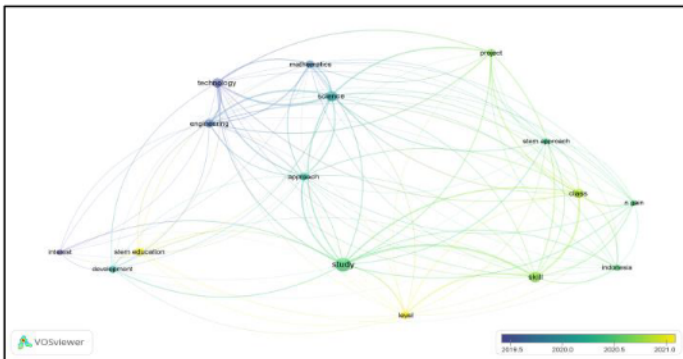 project
mathematics
technology
science
engineering
stem approach
approach
class
n gain
interest
stem education
development
study
indonesia
skill
level
VOSviewer
2019.5 2020.0 2020.5 2021.0